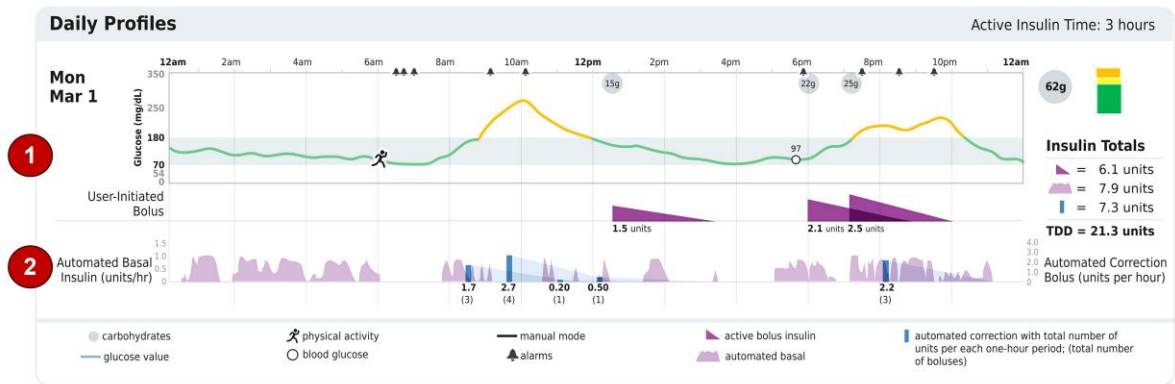 Daily Profiles
Active Insulin Time: 3 hours
12am 2am 4am 6am 8am 10am 12pm 2pm 4pm 6pm 8pm 10pm 12am
Mon
Mar 1
Glucose (mg/dL)
350
250
180
70
54
0
15g
22g
25g
62g
97
1
User-Initiated
Bolus
1.5 units
2.1 units
2.5 units
Insulin Totals
= 6.1 units
= 7.9 units
= 7.3 units
TDD = 21.3 units
2
Automated Basal
Insulin (units/hr)
1.5
1.0
0.5
0
1.7
(3)
2.7
(4)
0.20
(1)
0.50
(1)
2.2
(3)
4.0
3.0
2.0
1.0
0
Automated Correction
Bolus (units per hour)
carbohydrates
glucose value
physical activity
blood glucose
manual mode
alarms
active bolus insulin
automated basal
automated correction with total number of
units per each one-hour period; (total number
of boluses)